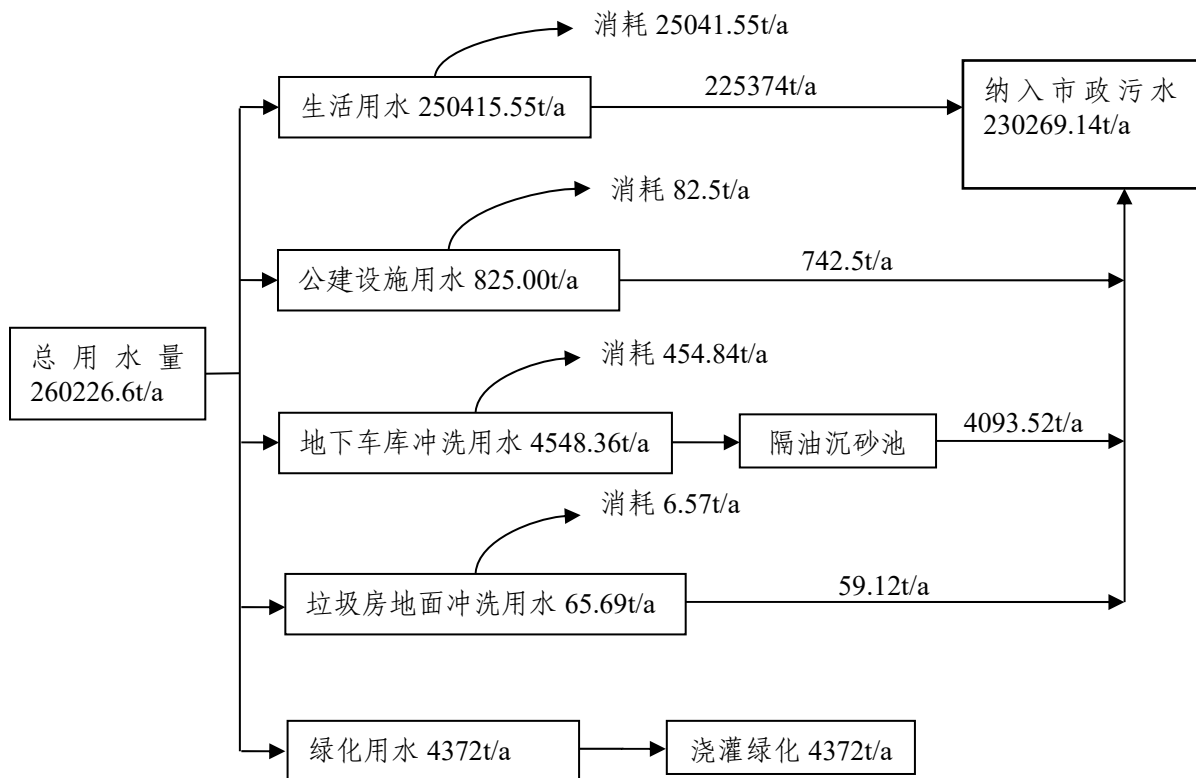 消耗 25041.55t/a
生活用水 250415.55t/a
225374t/a
纳入市政污水
230269.14t/a
消耗 82.5t/a
公建设施用水 825.00t/a
742.5t/a
总用水量
260226.6t/a
消耗 454.84t/a
地下车库冲洗用水 4548.36t/a
隔油沉砂池
4093.52t/a
消耗 6.57t/a
垃圾房地面冲洗用水 65.69t/a
59.12t/a
绿化用水 4372t/a
浇灌绿化 4372t/a